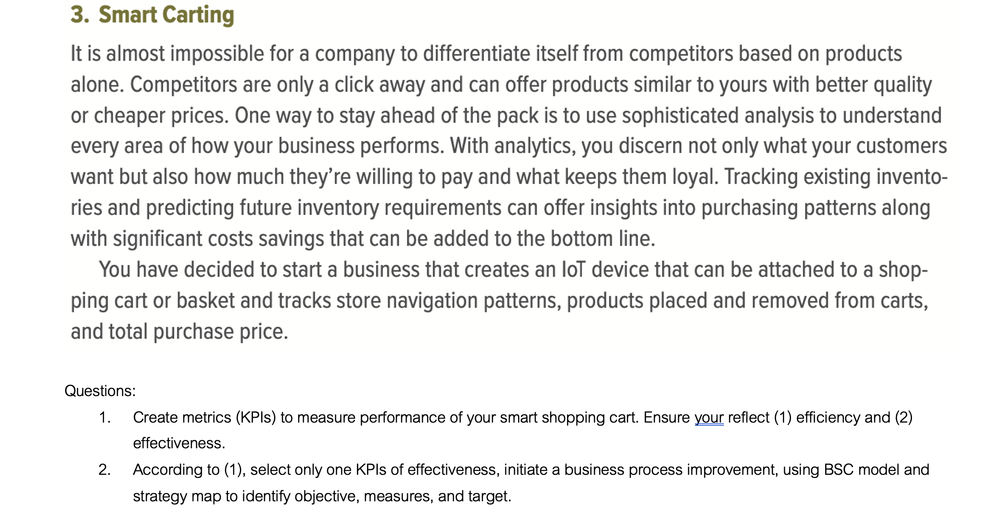 3. Smart Carting
It is almost impossible for a company to differentiate itself from competitors based on products
alone. Competitors are only a click away and can offer products similar to yours with better quality
or cheaper prices. One way to stay ahead of the pack is to use sophisticated analysis to understand
every area of how your business performs. With analytics, you discern not only what your customers
want but also how much they’re willing to pay and what keeps them loyal. Tracking existing invento-
ries and predicting future inventory requirements can offer insights into purchasing patterns along
with significant costs savings that can be added to the bottom line.
You have decided to start a business that creates an IoT device that can be attached to a shop-
ping cart or basket and tracks store navigation patterns, products placed and removed from carts,
and total purchase price.
Questions:
1. Create metrics (KPIs) to measure performance of your smart shopping cart. Ensure your reflect (1) efficiency and (2)
effectiveness.
2. According to (1), select only one KPIs of effectiveness, initiate a business process improvement, using BSC model and
strategy map to identify objective, measures, and target.